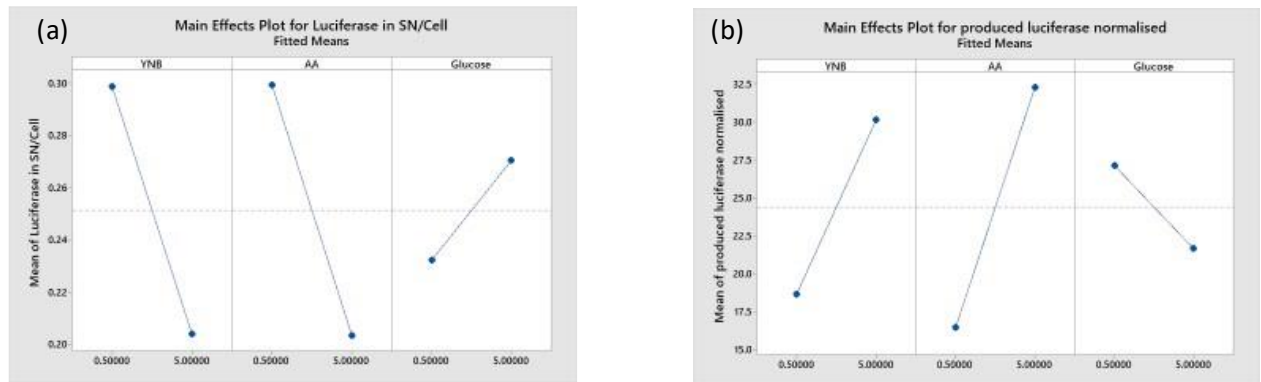 (a)
Main Effects Plot for Luciferase in SN/Cell
Fitted Means
YNB AA Glucose
Mean of Luciferase in SN/Cell
0.30
0.28
0.26
0.24
0.22
0.20
0.50000 5.00000 0.50000 5.00000 0.50000 5.00000
(b)
Main Effects Plot for produced luciferase normalised
Fitted Means
YNB AA Glucose
Mean of produced luciferase normalised
32.5
30.0
27.5
25.0
22.5
20.0
17.5
15.0
0.50000 5.00000 0.50000 5.00000 0.50000 5.00000